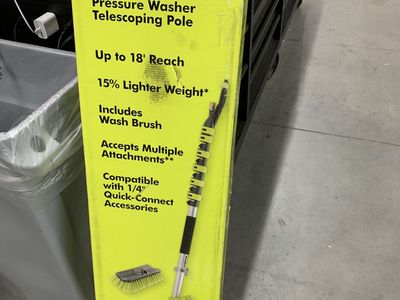 Pressure Washer
Telescoping Pole
Up to 18' Reach
15% Lighter Weight*
Includes
Wash Brush
Accepts Multiple
Attachments**
Compatible
with 1/4"
Quick-Connect
Accessories